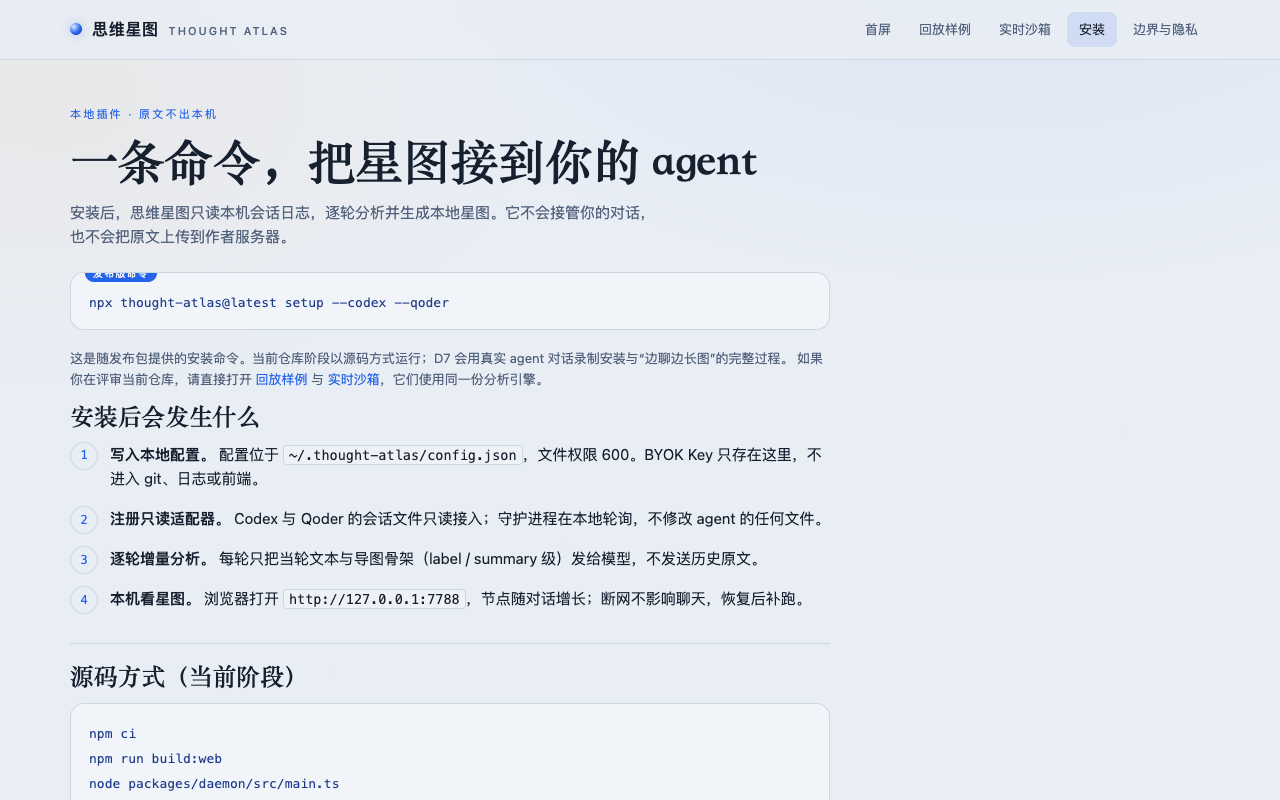 思维星图 THOUGHT ATLAS
首屏 回放样例 实时沙箱 安装 边界与隐私
本地插件 · 原文不出本机
一条命令，把星图接到你的 agent
安装后，思维星图只读本机会话日志，逐轮分析并生成本地星图。它不会接管你的对话，
也不会把原文上传到作者服务器。
发布版命令
npx thought-atlas@latest setup --codex --qoder
这是随发布包提供的安装命令。当前仓库阶段以源码方式运行；D7 会用真实 agent 对话录制安装与“边聊边长图”的完整过程。 如果
你在评审当前仓库，请直接打开 回放样例 与 实时沙箱，它们使用同一份分析引擎。
安装后会发生什么
1 写入本地配置。 配置位于 ~/.thought-atlas/config.json，文件权限 600。BYOK Key 只存在这里，不
进入 git、日志或前端。
2 注册只读适配器。 Codex 与 Qoder 的会话文件只读接入；守护进程在本地轮询，不修改 agent 的任何文件。
3 逐轮增量分析。 每轮只把当轮文本与导图骨架（label / summary 级）发给模型，不发送历史原文。
4 本机看星图。 浏览器打开 http://127.0.0.1:7788，节点随对话增长；断网不影响聊天，恢复后补跑。
源码方式（当前阶段）
npm ci
npm run build:web
node packages/daemon/src/main.ts